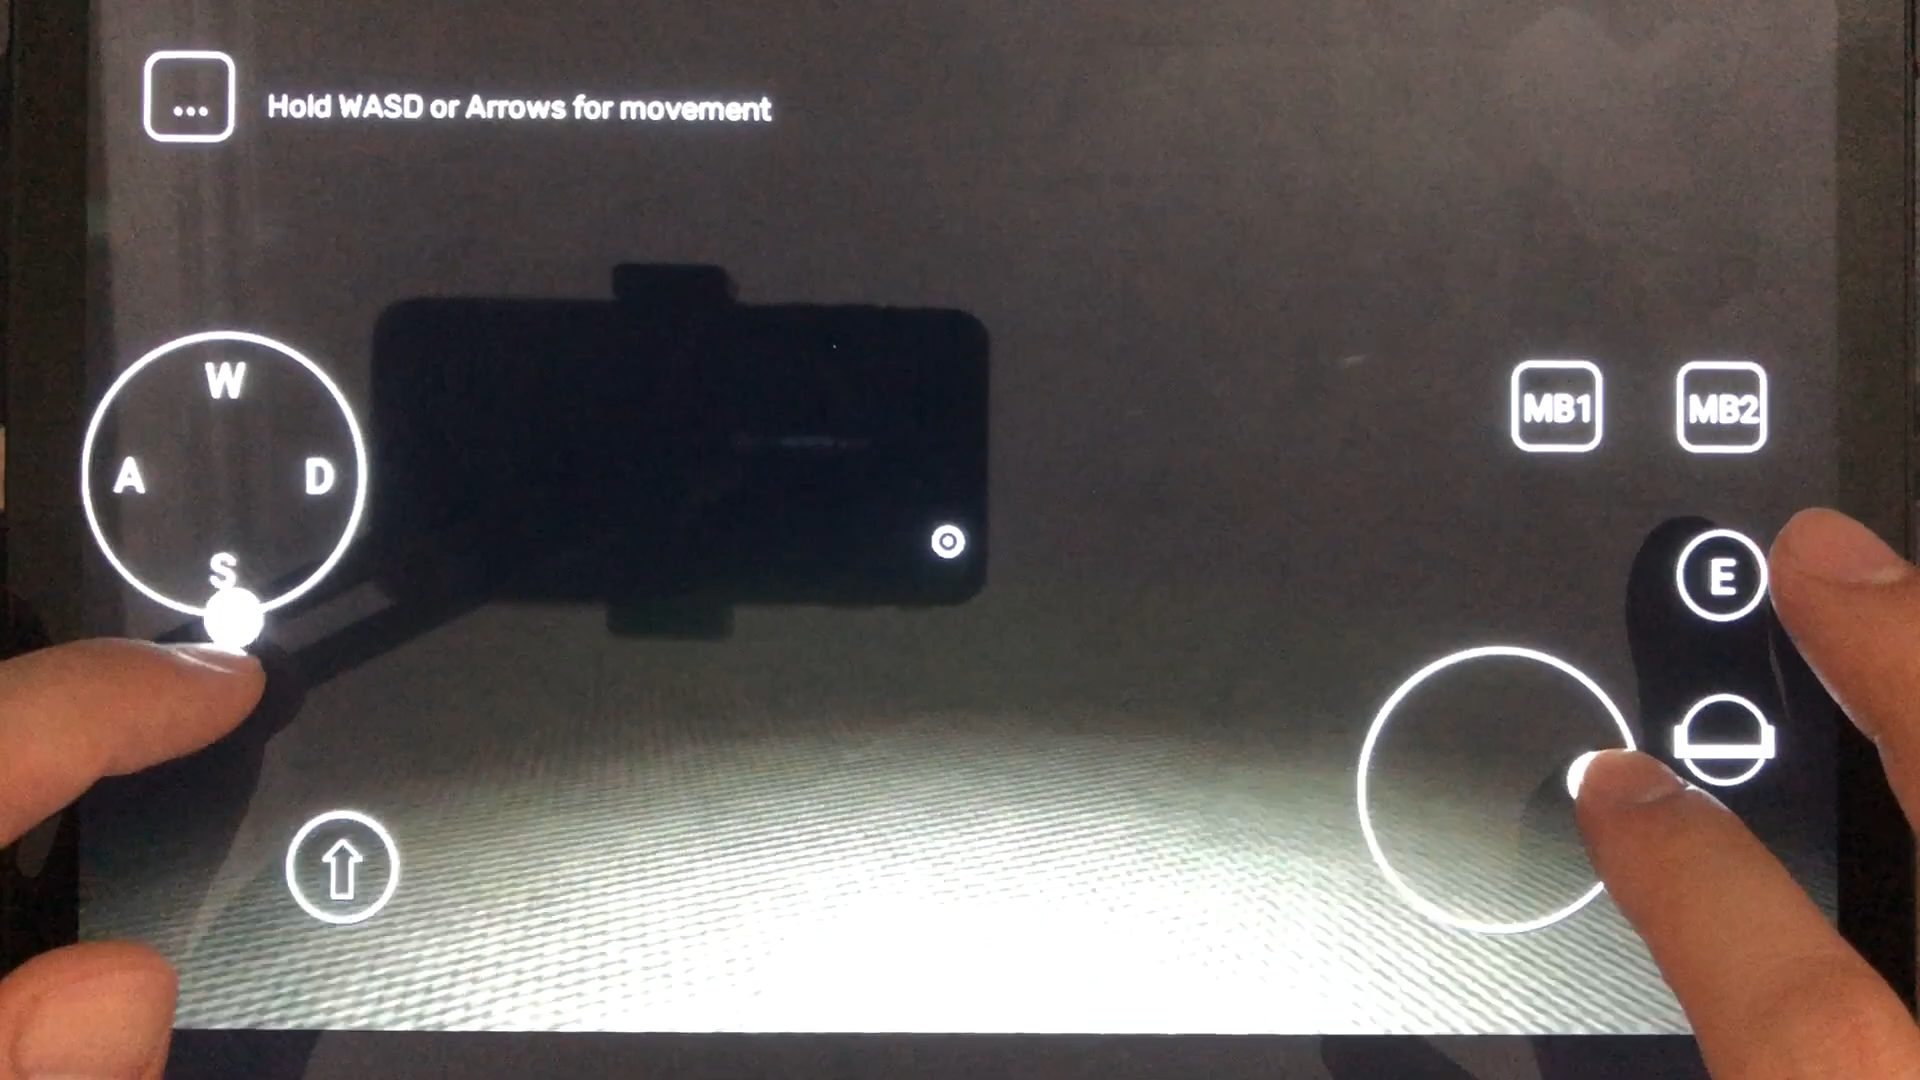 ... Hold WASD or Arrows for movement
W
MB1 MB2
A D
S
E